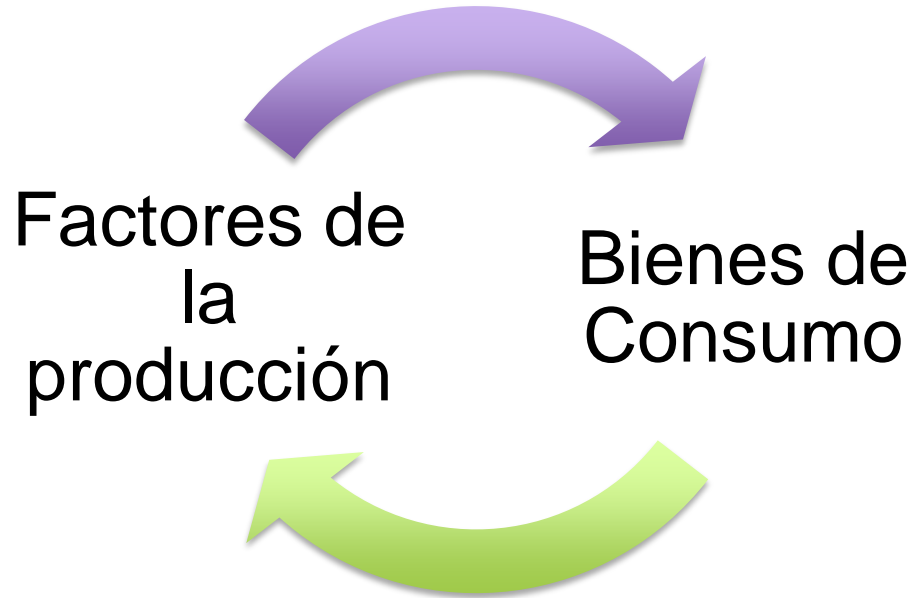 Factores de
la
producción
Bienes de
Consumo